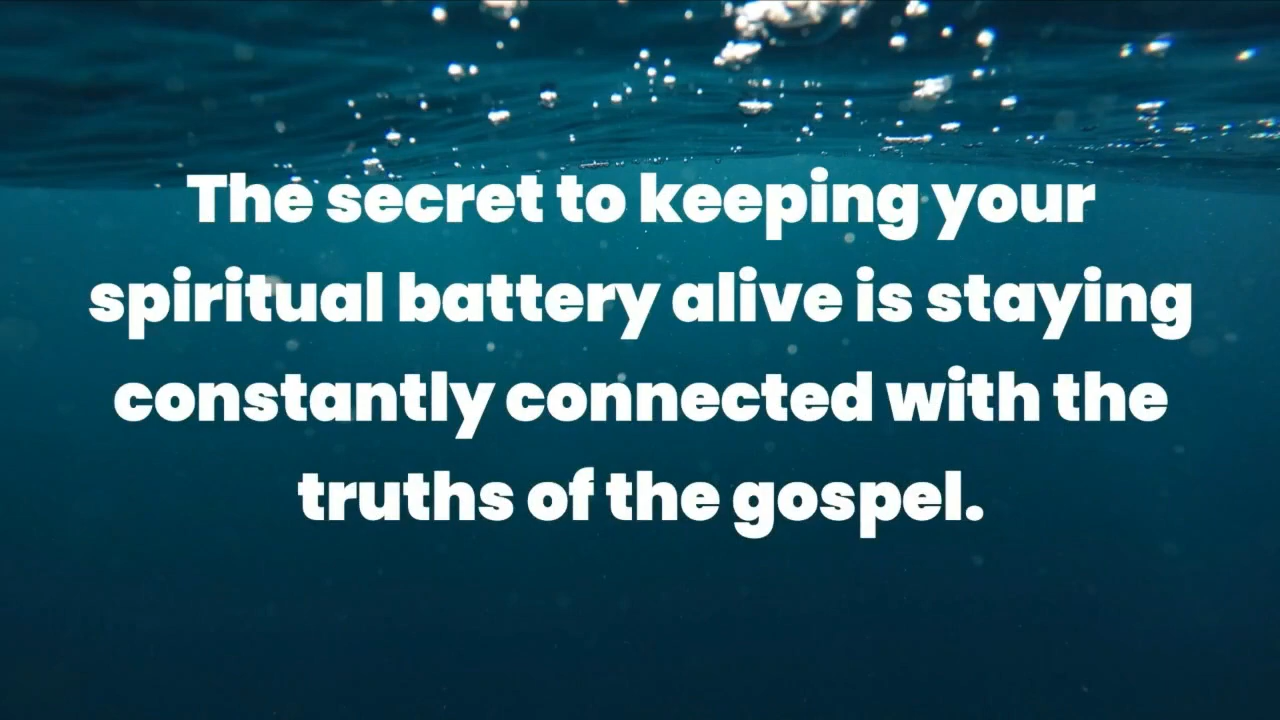 The secret to keeping your
spiritual battery alive is staying
constantly connected with the
truths of the gospel.